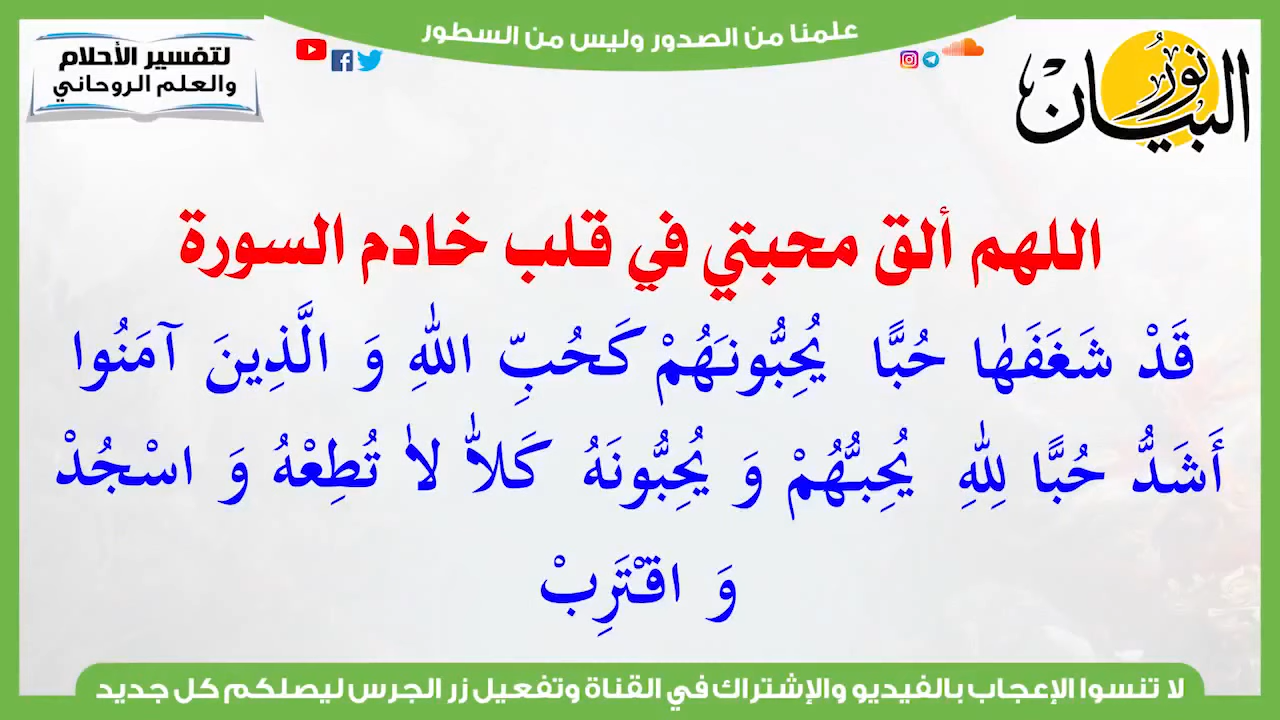 علمنا من الصدور وليس من السطور
نور البيان
لتفسير الأحلام
والعلم الروحاني
اللهم ألق محبتي في قلب خادم السورة
قَدْ شَغَفَهٰا حُبًّا يُحِبُّونَهُمْ كَحُبِّ اللهِ وَ الَّذِينَ آمَنُوا
أَشَدُّ حُبًّا لِلّٰهِ يُحِبُّهُمْ وَ يُحِبُّونَهُ كَلاّٰ لاٰ تُطِعْهُ وَ اسْجُدْ
وَ اقْتَرِبْ
لا تنسوا الإعجاب بالفيديو والإشتراك في القناة وتفعيل زر الجرس ليصلكم كل جديد